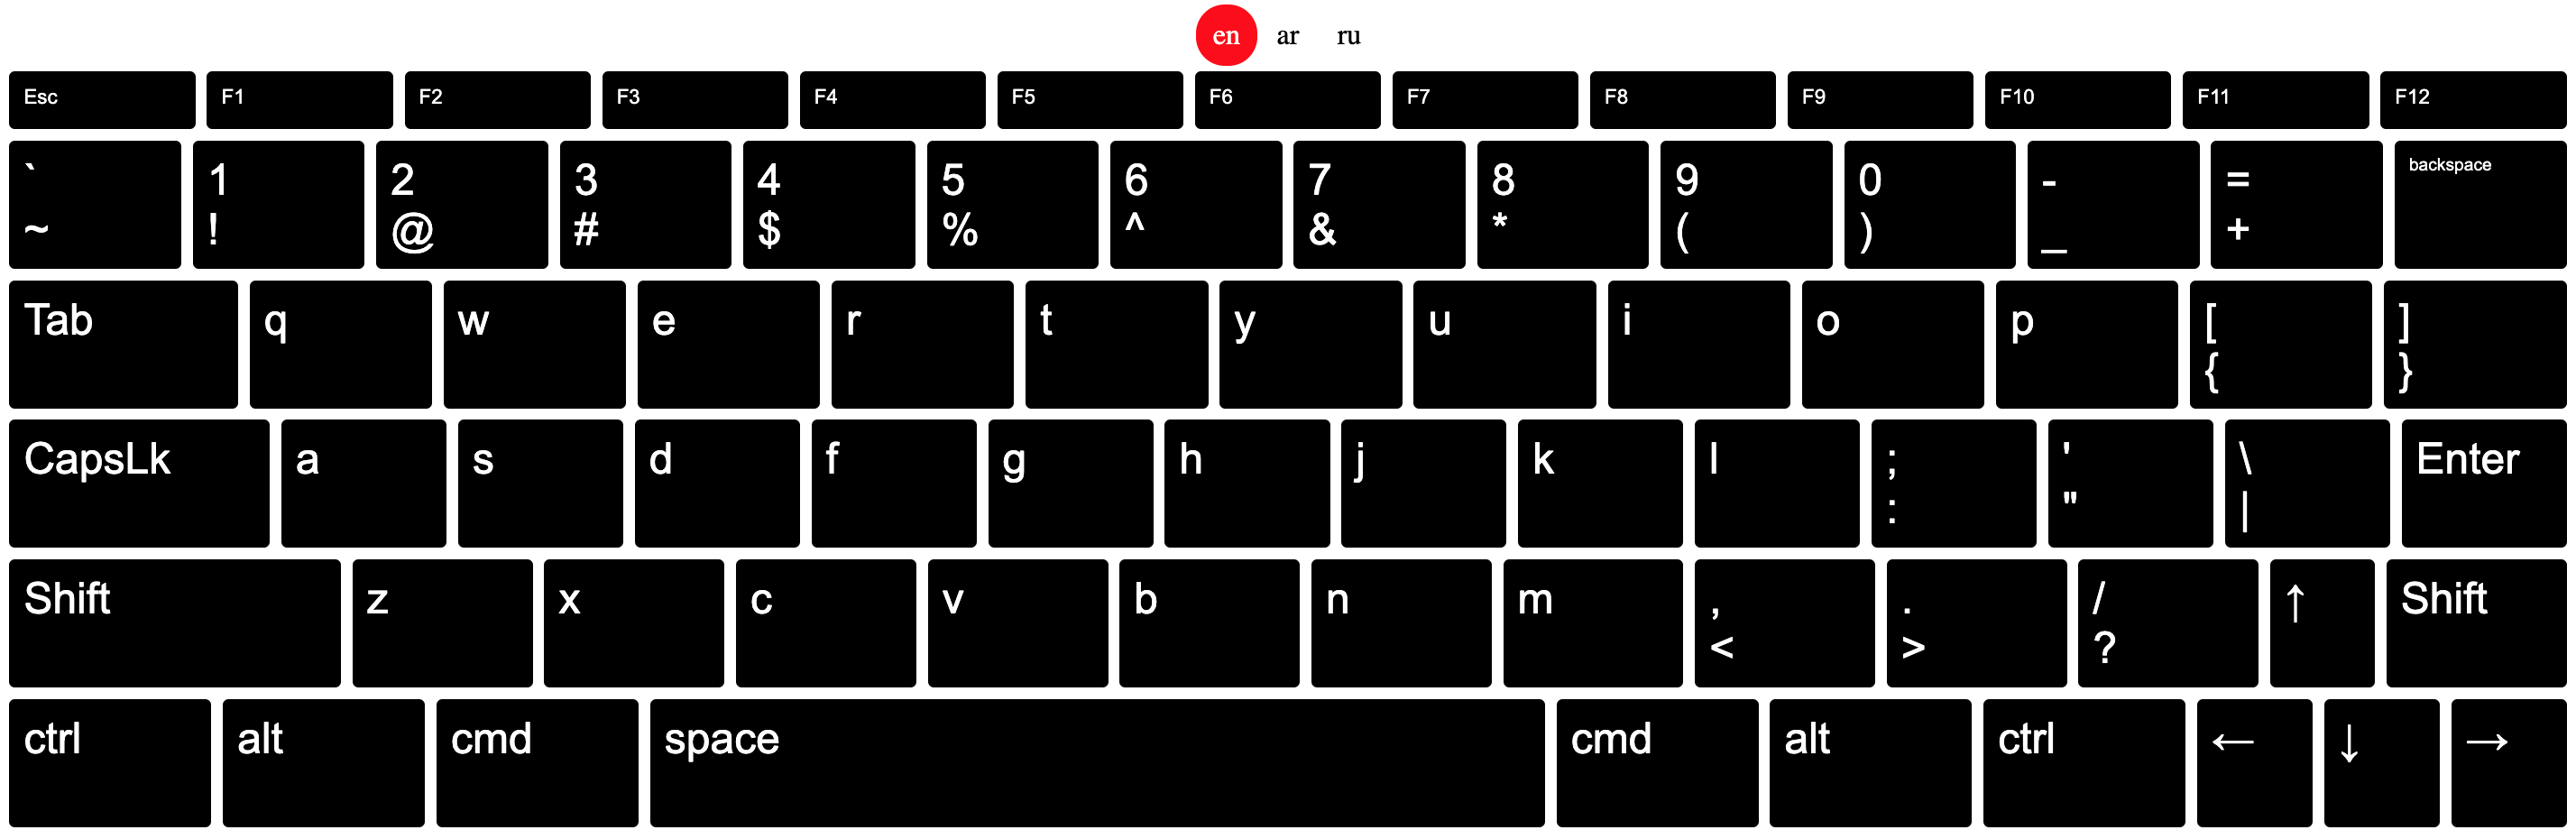 en ar ru
Esc F1 F2 F3 F4 F5 F6 F7 F8 F9 F10 F11 F12
` 1 2 3 4 5 6 7 8 9 0 - = backspace
~ ! @ # $ % ^ & * ( ) _ +
Tab q w e r t y u i o p [ ]
{ }
CapsLk a s d f g h j k l ; ' \ Enter
: " |
Shift z x c v b n m , . / ↑ Shift
< > ?
ctrl alt cmd space cmd alt ctrl ← ↓ →